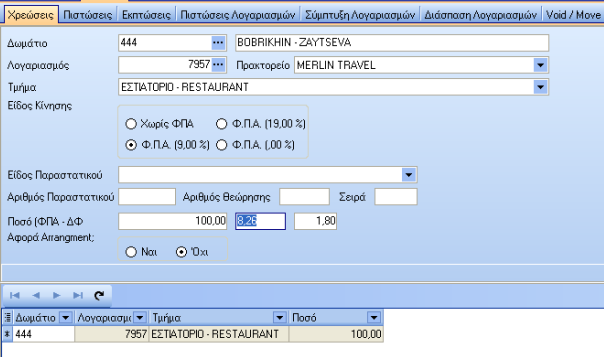 Χρεώσεις Πιστώσεις Εκπτώσεις Πιστώσεις Λογαριασμών Σύμπτυξη Λογαριασμών Διάσπαση Λογαριασμών Void / Move
Δωμάτιο 444 ... BOBRIKHIN - ZAYTSEVA
Λογαριασμός 7957 ... Πρακτορείο MERLIN TRAVEL
Τμήμα ΕΣΤΙΑΤΟΡΙΟ - RESTAURANT
Είδος Κίνησης
Χωρίς ΦΠΑ Φ.Π.Α. (19,00 %)
Φ.Π.Α. (9,00 %) Φ.Π.Α. (,00 %)
Είδος Παραστατικού
Αριθμός Παραστατικού Αριθμός Θεώρησης Σειρά
Ποσό (ΦΠΑ - ΔΦ 100,00 8,26 1,80
Αφορά Arrangment;
Ναι Όχι
Δωμάτιο Λογαριασμα Τμήμα Ποσό
444 7957 ΕΣΤΙΑΤΟΡΙΟ - RESTAURANT 100,00